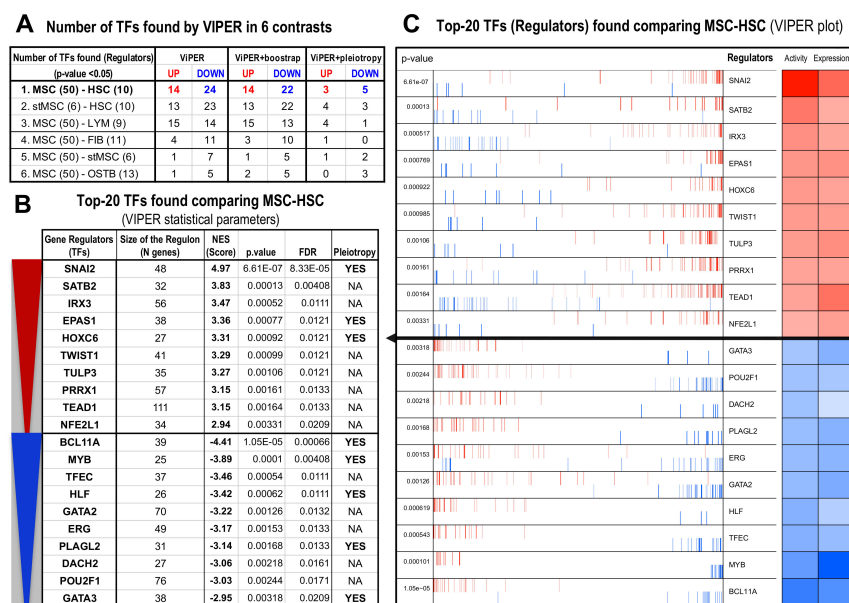 A Number of TFs found by VIPER in 6 contrasts
Number of TFs found (Regulators) ViPER ViPER+boostrap ViPER+pleiotropy
(p-value <0.05) UP DOWN UP DOWN UP DOWN
1. MSC (50) - HSC (10) 14 24 14 22 3 5
2. stMSC (6) - HSC (10) 13 23 13 22 4 3
3. MSC (50) - LYM (9) 15 14 15 13 4 1
4. MSC (50) - FIB (11) 4 11 3 10 1 0
5. MSC (50) - stMSC (6) 1 7 1 5 1 2
6. MSC (50) - OSTB (13) 1 5 2 5 0 3
B Top-20 TFs found comparing MSC-HSC
(VIPER statistical parameters)
Gene Regulators Size of the Regulon NES
(TFs) (N genes) (Score) p.value FDR Pleiotropy
SNAI2 48 4.97 6.61E-07 8.33E-05 YES
SATB2 32 3.83 0.00013 0.00408 NA
IRX3 56 3.47 0.00052 0.0111 NA
EPAS1 38 3.36 0.00077 0.0121 YES
HOXC6 27 3.31 0.00092 0.0121 YES
TWIST1 41 3.29 0.00099 0.0121 NA
TULP3 35 3.27 0.00106 0.0121 NA
PRRX1 57 3.15 0.00161 0.0133 NA
TEAD1 111 3.15 0.00164 0.0133 NA
NFE2L1 34 2.94 0.00331 0.0209 NA
BCL11A 39 -4.41 1.05E-05 0.00066 YES
MYB 25 -3.89 0.0001 0.00408 YES
TFEC 37 -3.46 0.00054 0.0111 NA
HLF 26 -3.42 0.00062 0.0111 YES
GATA2 70 -3.22 0.00126 0.0132 NA
ERG 49 -3.17 0.00153 0.0133 NA
PLAGL2 31 -3.14 0.00168 0.0133 YES
DACH2 27 -3.06 0.00218 0.0161 NA
POU2F1 76 -3.03 0.00244 0.0171 NA
GATA3 38 -2.95 0.00318 0.0209 YES
C Top-20 TFs (Regulators) found comparing MSC-HSC (VIPER plot)
p-value Regulators Activity Expression
6.61e-07 SNAI2
0.00013 SATB2
0.000517 IRX3
0.000769 EPAS1
0.000922 HOXC6
0.000985 TWIST1
0.00106 TULP3
0.00161 PRRX1
0.00164 TEAD1
0.00331 NFE2L1
0.00318 GATA3
0.00244 POU2F1
0.00218 DACH2
0.00168 PLAGL2
0.00153 ERG
0.00126 GATA2
0.000619 HLF
0.000543 TFEC
0.000101 MYB
1.05e-05 BCL11A